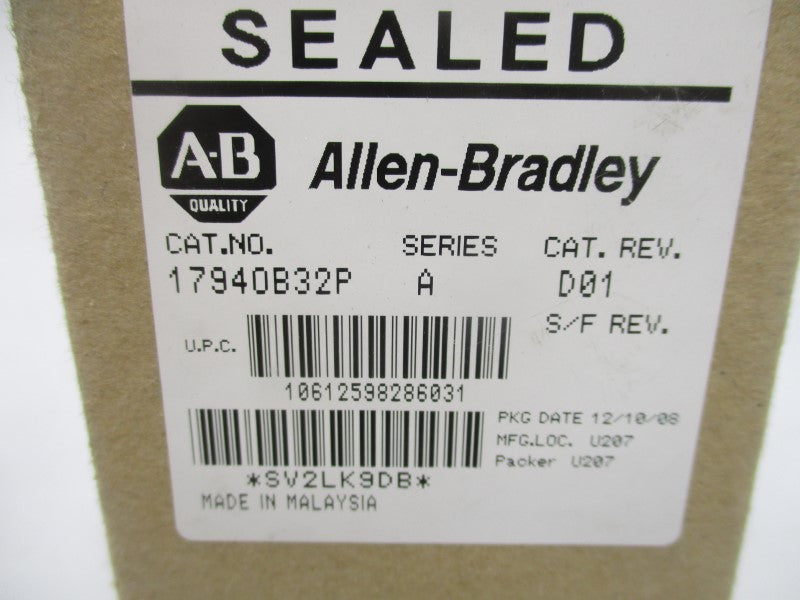 SEALED
A-B
QUALITY
Allen-Bradley
CAT.NO. SERIES CAT. REV.
1794OB32P A D01
S/F REV.
U.P.C.
10612598286031
PKG DATE 12/10/08
MFG.LOC. U207
Packer U207
*SV2LK9DB*
MADE IN MALAYSIA